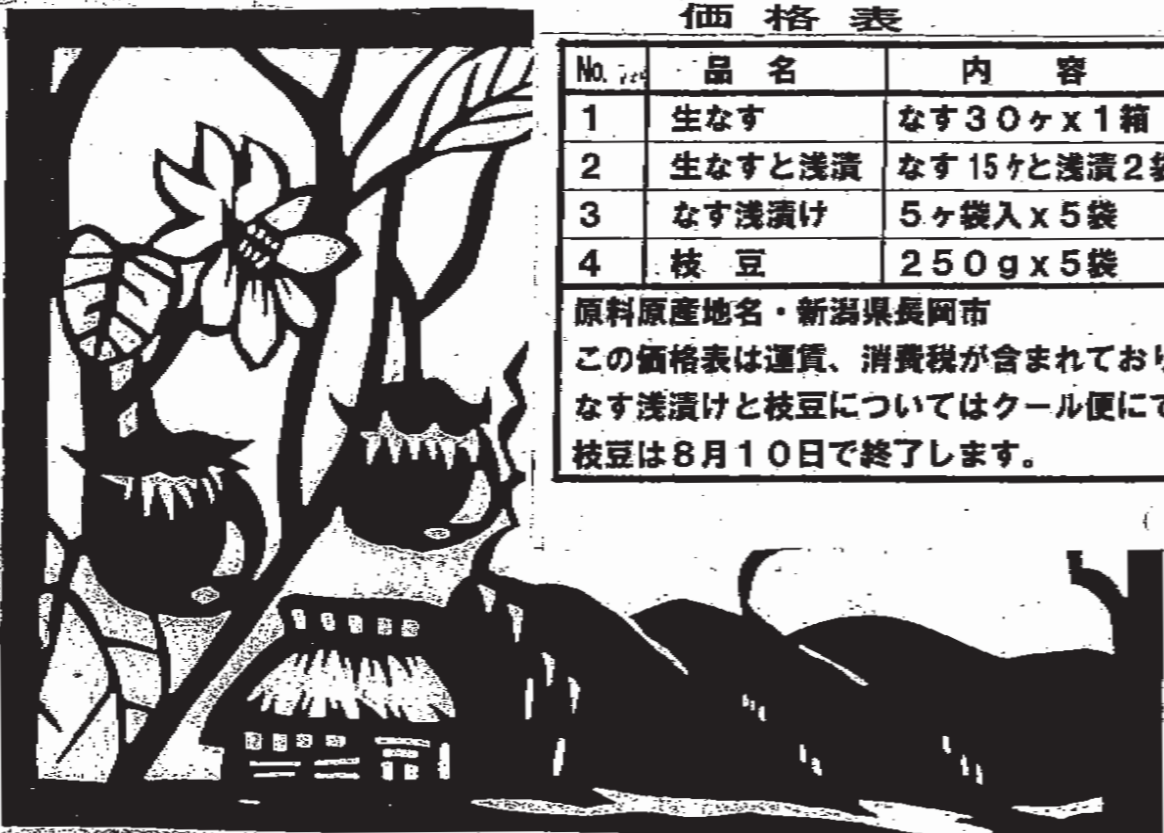 価格表
No. 品名 内容
1 生なす なす30ヶx1箱
2 生なすと浅漬 なす15ヶと浅漬2袋
3 なす浅漬け 5ヶ袋入x5袋
4 枝豆 250gx5袋
原料原産地名・新潟県長岡市
この価格表は運賃、消費税が含まれており
なす浅漬けと枝豆についてはクール便にて
枝豆は8月10日で終了します。